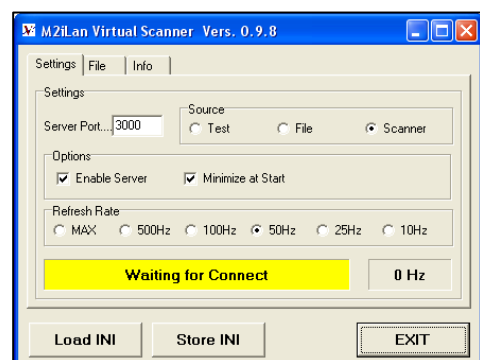 M2iLan Virtual Scanner Vers. 0.9.8
Settings File Info
Settings
Server Port.... 3000
Source
Test File Scanner
Options
Enable Server Minimize at Start
Refresh Rate
MAX 500Hz 100Hz 50Hz 25Hz 10Hz
Waiting for Connect 0 Hz
Load INI Store INI EXIT